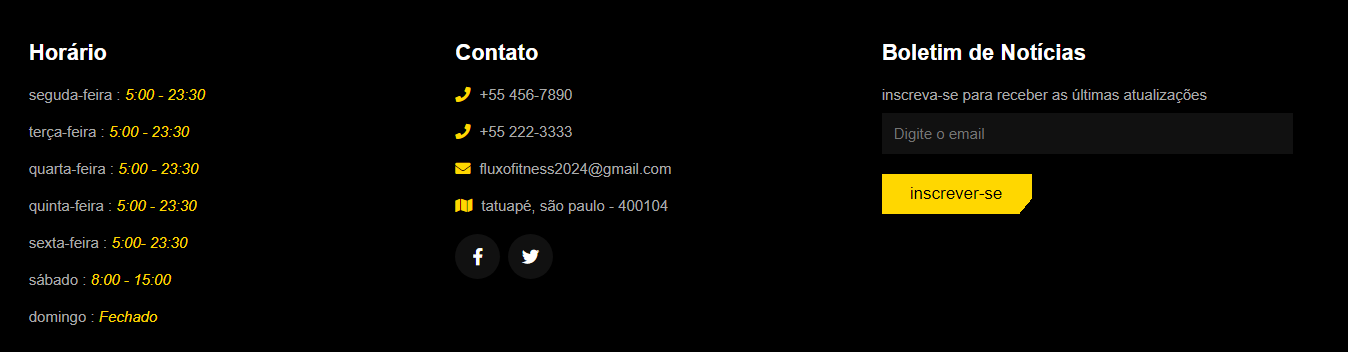 Horário
seguda-feira : 5:00 - 23:30
terça-feira : 5:00 - 23:30
quarta-feira : 5:00 - 23:30
quinta-feira : 5:00 - 23:30
sexta-feira : 5:00- 23:30
sábado : 8:00 - 15:00
domingo : Fechado
Contato
+55 456-7890
+55 222-3333
fluxofitness2024@gmail.com
tatuapé, são paulo - 400104
Boletim de Notícias
inscreva-se para receber as últimas atualizações
Digite o email
inscrever-se